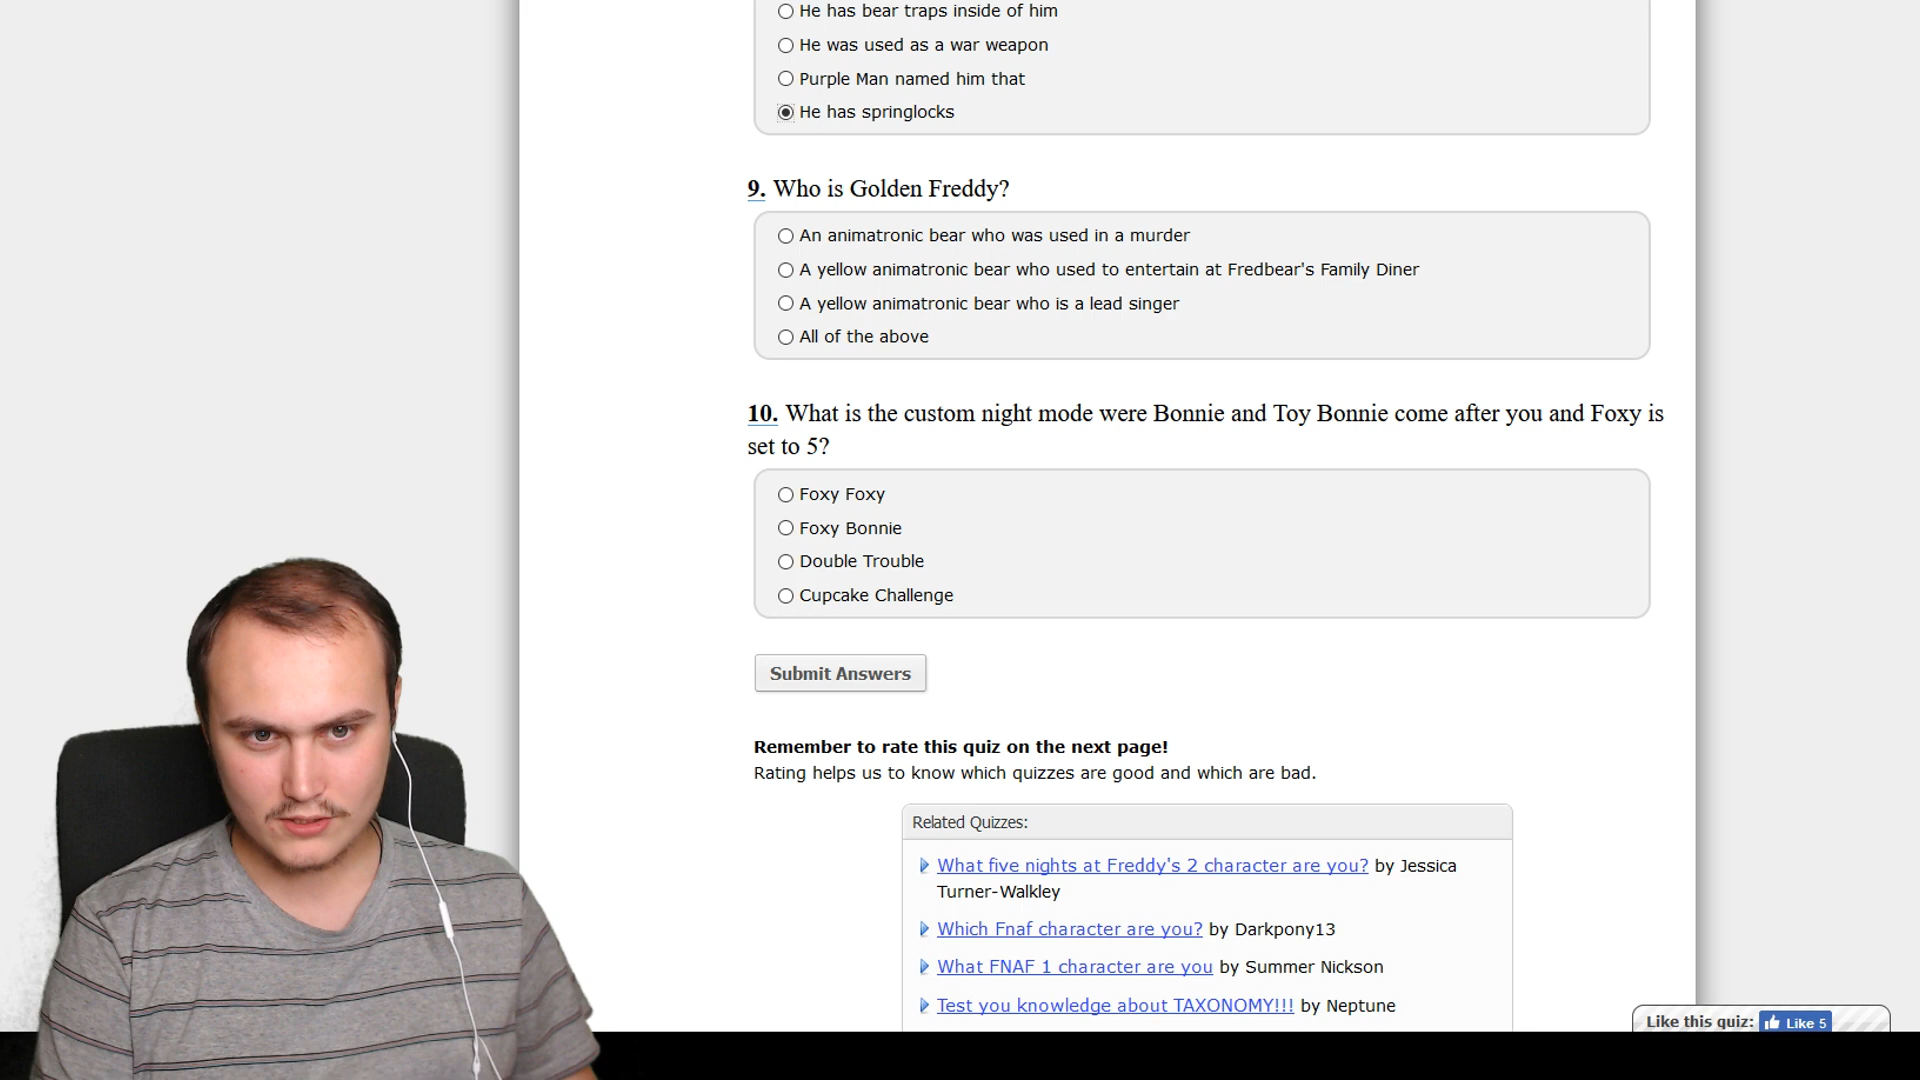 He has bear traps inside of him
He was used as a war weapon
Purple Man named him that
He has springlocks
9. Who is Golden Freddy?
An animatronic bear who was used in a murder
A yellow animatronic bear who used to entertain at Fredbear's Family Diner
A yellow animatronic bear who is a lead singer
All of the above
10. What is the custom night mode were Bonnie and Toy Bonnie come after you and Foxy is
set to 5?
Foxy Foxy
Foxy Bonnie
Double Trouble
Cupcake Challenge
Submit Answers
Remember to rate this quiz on the next page!
Rating helps us to know which quizzes are good and which are bad.
Related Quizzes:
What five nights at Freddy's 2 character are you? by Jessica
Turner-Walkley
Which Fnaf character are you? by Darkpony13
What FNAF 1 character are you by Summer Nickson
Test you knowledge about TAXONOMY!!! by Neptune
Like this quiz: Like 5